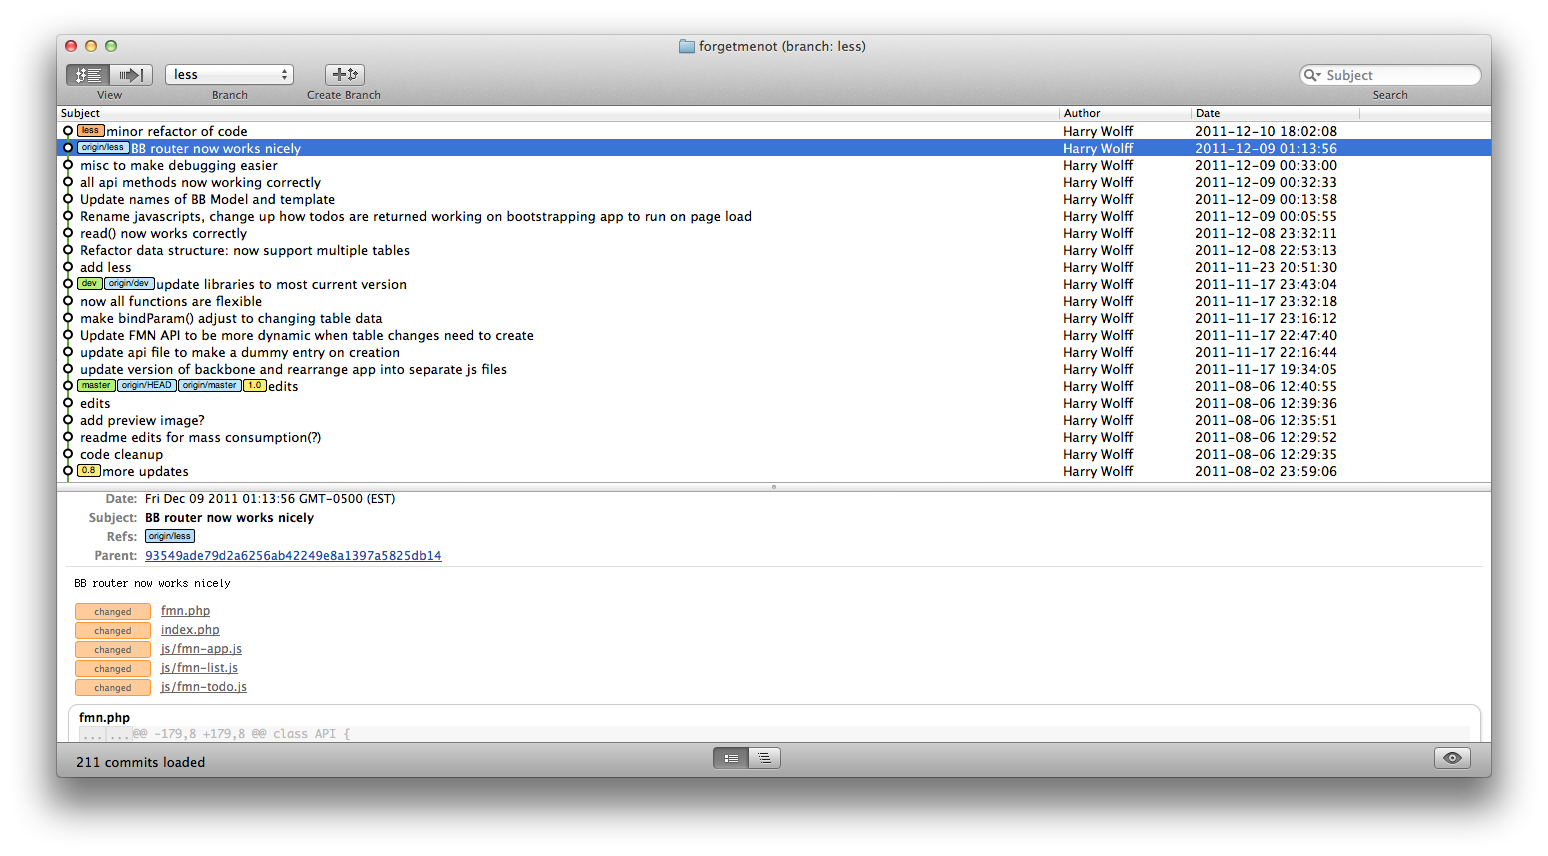 forgetmenot (branch: less)
less Subject
View Branch Create Branch Search
Subject Author Date
less minor refactor of code Harry Wolff 2011-12-10 18:02:08
origin/less BB router now works nicely Harry Wolff 2011-12-09 01:13:56
misc to make debugging easier Harry Wolff 2011-12-09 00:33:00
all api methods now working correctly Harry Wolff 2011-12-09 00:32:33
Update names of BB Model and template Harry Wolff 2011-12-09 00:13:58
Rename javascripts, change up how todos are returned working on bootstrapping app to run on page load Harry Wolff 2011-12-09 00:05:55
read() now works correctly Harry Wolff 2011-12-08 23:32:11
Refactor data structure: now support multiple tables Harry Wolff 2011-12-08 22:53:13
add less Harry Wolff 2011-11-23 20:51:30
dev origin/dev update libraries to most current version Harry Wolff 2011-11-17 23:43:04
now all functions are flexible Harry Wolff 2011-11-17 23:32:18
make bindParam() adjust to changing table data Harry Wolff 2011-11-17 23:16:12
Update FMN API to be more dynamic when table changes need to create Harry Wolff 2011-11-17 22:47:40
update api file to make a dummy entry on creation Harry Wolff 2011-11-17 22:16:44
update version of backbone and rearrange app into separate js files Harry Wolff 2011-11-17 19:34:05
master origin/HEAD origin/master 1.0 edits Harry Wolff 2011-08-06 12:40:55
edits Harry Wolff 2011-08-06 12:39:36
add preview image? Harry Wolff 2011-08-06 12:35:51
readme edits for mass consumption(?) Harry Wolff 2011-08-06 12:29:52
code cleanup Harry Wolff 2011-08-06 12:29:35
0.8 more updates Harry Wolff 2011-08-02 23:59:06
Date: Fri Dec 09 2011 01:13:56 GMT-0500 (EST)
Subject: BB router now works nicely
Refs: origin/less
Parent: 93549ade79d2a6256ab42249e8a1397a5825db14
BB router now works nicely
changed fmn.php
changed index.php
changed js/fmn-app.js
changed js/fmn-list.js
changed js/fmn-todo.js
fmn.php
... ... @@ -179,8 +179,8 @@ class API {
211 commits loaded